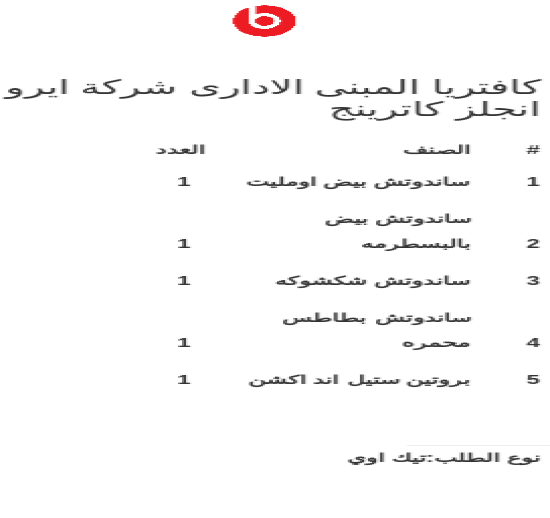 كافتريا المبنى الادارى شركة ايرو
انجلز كاترينج
# الصنف العدد
1 ساندوتش بيض اومليت 1
ساندوتش بيض
2 بالبسطرمه 1
3 ساندوتش شكشوكه 1
ساندوتش بطاطس
4 محمره 1
5 بروتين ستيل اند اكشن 1
نوع الطلب:تيك اوي